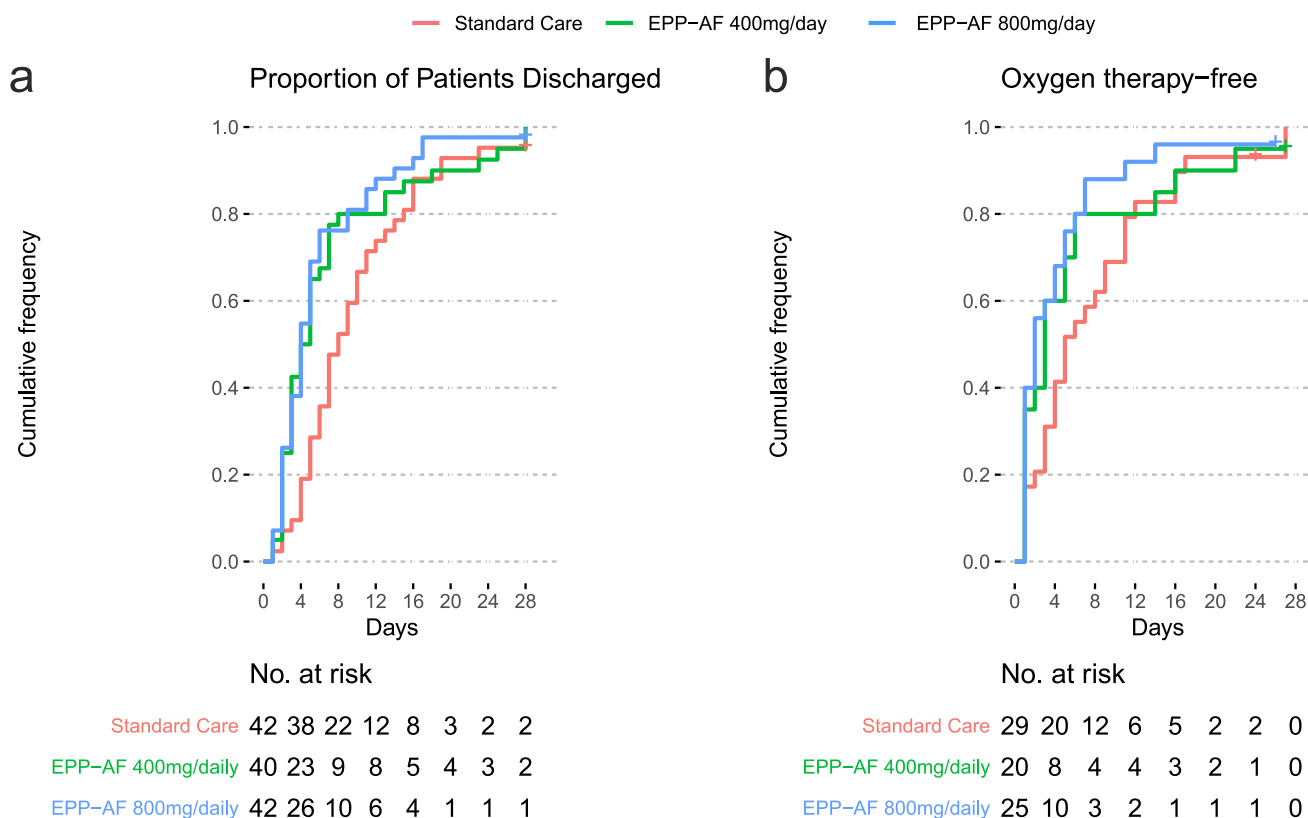 Standard Care EPP−AF 400mg/day EPP−AF 800mg/day
a
Proportion of Patients Discharged
Cumulative frequency
1.0
0.8
0.6
0.4
0.2
0.0
0 4 8 12 16 20 24 28
Days
No. at risk
Standard Care 42 38 22 12 8 3 2 2
EPP−AF 400mg/daily 40 23 9 8 5 4 3 2
EPP−AF 800mg/daily 42 26 10 6 4 1 1 1
b
Oxygen therapy−free
Cumulative frequency
1.0
0.8
0.6
0.4
0.2
0.0
0 4 8 12 16 20 24 28
Days
No. at risk
Standard Care 29 20 12 6 5 2 2 0
EPP−AF 400mg/daily 20 8 4 4 3 2 1 0
EPP−AF 800mg/daily 25 10 3 2 1 1 1 0